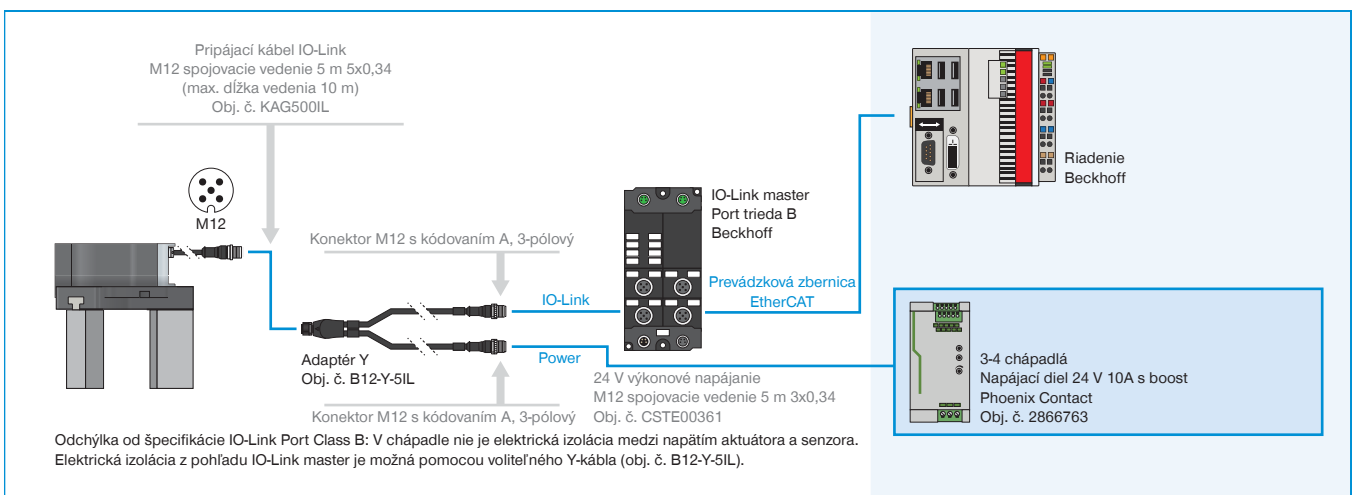 Pripájací kábel IO-Link
M12 spojovacie vedenie 5 m 5x0,34
(max. dĺžka vedenia 10 m)
Obj. č. KAG500IL
M12
Konektor M12 s kódovaním A, 3-pólový
IO-Link master
Port trieda B
Beckhoff
Riadenie
Beckhoff
IO-Link
Prevádzková zbernica
EtherCAT
Adaptér Y
Obj. č. B12-Y-5IL
Power
24 V výkonové napájanie
M12 spojovacie vedenie 5 m 3x0,34
Obj. č. CSTE00361
Konektor M12 s kódovaním A, 3-pólový
3-4 chápadlá
Napájací diel 24 V 10A s boost
Phoenix Contact
Obj. č. 2866763
Odchýlka od špecifikácie IO-Link Port Class B: V chápadle nie je elektrická izolácia medzi napätím aktuátora a senzora.
Elektrická izolácia z pohľadu IO-Link master je možná pomocou voliteľného Y-kábla (obj. č. B12-Y-5IL).